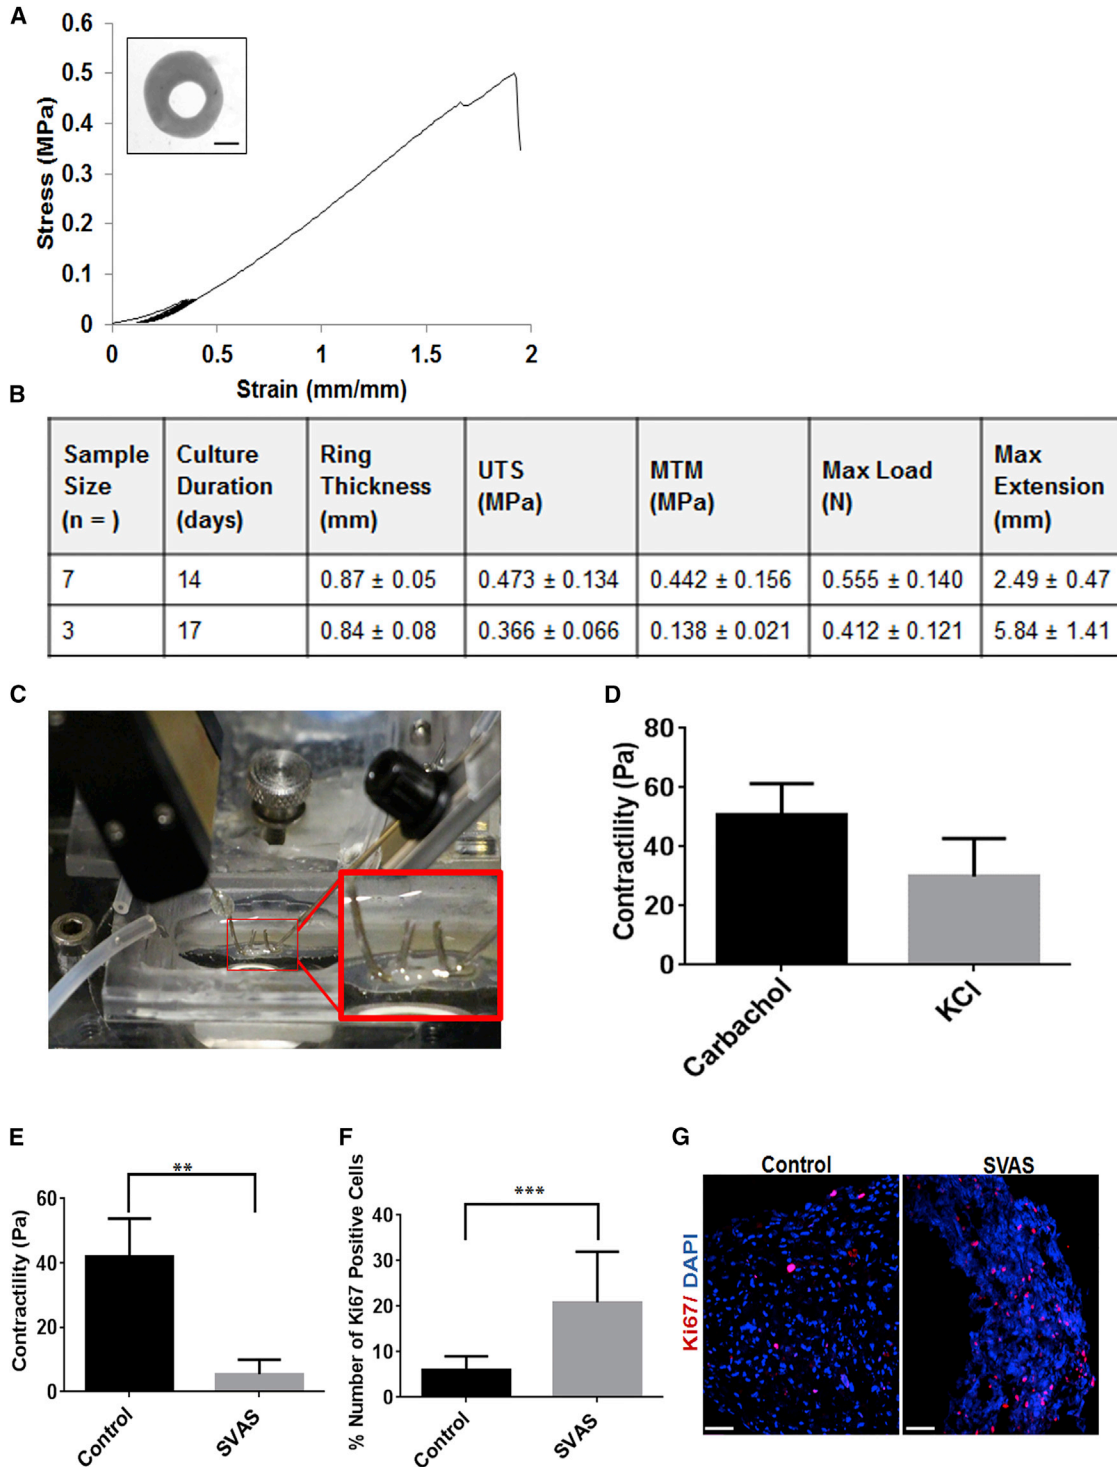 A
0.6
0.5
0.4
0.3
0.2
0.1
0
Stress (MPa)
0 0.5 1 1.5 2
Strain (mm/mm)
B
Sample Size (n = ) Culture Duration (days) Ring Thickness (mm) UTS (MPa) MTM (MPa) Max Load (N) Max Extension (mm)
7 14 0.87 ± 0.05 0.473 ± 0.134 0.442 ± 0.156 0.555 ± 0.140 2.49 ± 0.47
3 17 0.84 ± 0.08 0.366 ± 0.066 0.138 ± 0.021 0.412 ± 0.121 5.84 ± 1.41
C
D
80
60
40
20
0
Contractility (Pa)
Carbachol KCl
E
**
60
40
20
0
Contractility (Pa)
Control SVAS
F
***
40
30
20
10
0
% Number of Ki67 Positive Cells
Control SVAS
G
Control SVAS
Ki67/ DAPI